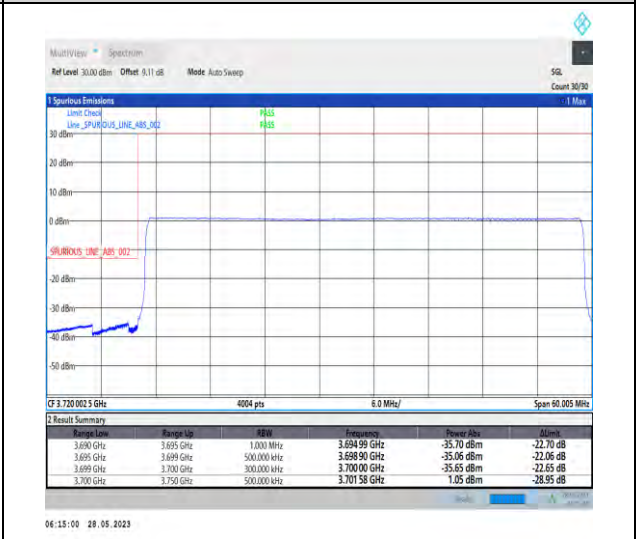 MultiView Spectrum
Ref Level 30.00 dBm Offset 9.11 dB Mode Auto Sweep SGL
Count 30/30
1 Spurious Emissions 1 Max
Limit Check PASS
Line _SPURIOUS_LINE_ABS_002 PASS
30 dBm
20 dBm
10 dBm
0 dBm
SPURIOUS_LINE_ABS_002
-20 dBm
-30 dBm
-40 dBm
-50 dBm
CF 3.720 002 5 GHz 4004 pts 6.0 MHz/ Span 60.005 MHz
2 Result Summary
Range Low Range Up RBW Frequency Power Abs ΔLimit
3.690 GHz 3.695 GHz 1.000 MHz 3.694 99 GHz -35.70 dBm -22.70 dB
3.695 GHz 3.699 GHz 500.000 kHz 3.698 90 GHz -35.06 dBm -22.06 dB
3.699 GHz 3.700 GHz 300.000 kHz 3.700 00 GHz -35.65 dBm -22.65 dB
3.700 GHz 3.750 GHz 500.000 kHz 3.701 58 GHz 1.05 dBm -28.95 dB
06:15:00 28.05.2023